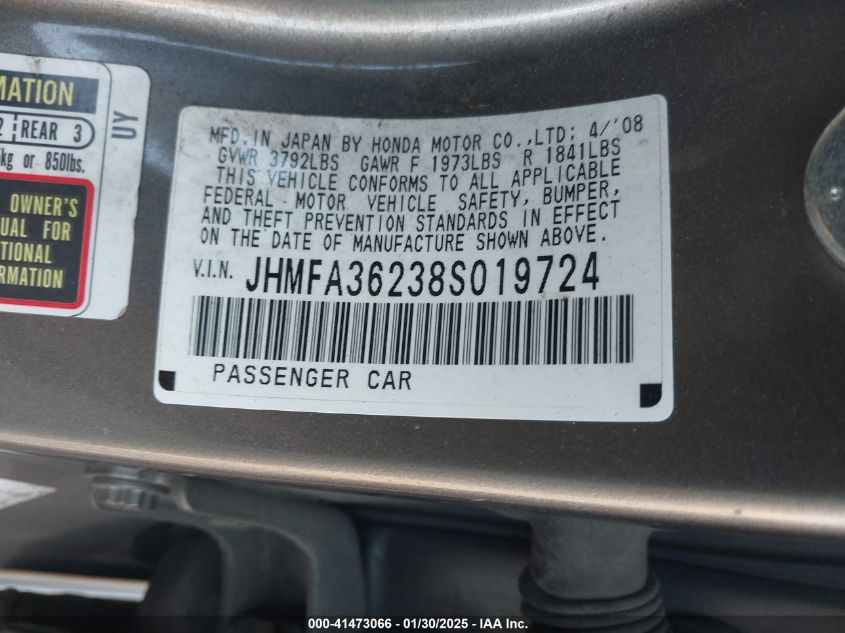 MATION
2 REAR 3
kg or 850lbs.
OWNER'S
UAL FOR
TIONAL
RMATION
UY
MFD. IN JAPAN BY HONDA MOTOR CO.,LTD; 4/'08
GVWR 3792LBS GAWR F 1973LBS R 1841LBS
THIS VEHICLE CONFORMS TO ALL APPLICABLE
FEDERAL MOTOR VEHICLE SAFETY, BUMPER,
AND THEFT PREVENTION STANDARDS IN EFFECT
ON THE DATE OF MANUFACTURE SHOWN ABOVE.
V.I.N. JHMFA36238S019724
PASSENGER CAR
000-41473066 - 01/30/2025 - IAA Inc.